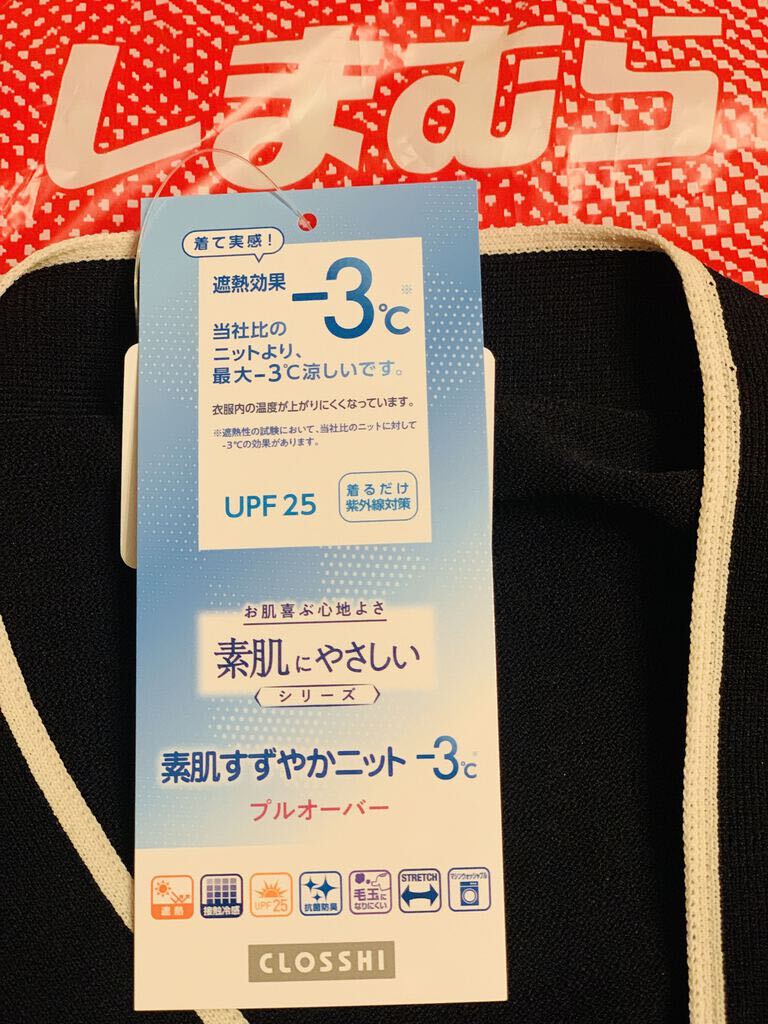 しまむら
着て実感！
遮熱効果 -3℃※
当社比の
ニットより、
最大-3℃涼しいです。
衣服内の温度が上がりにくくなっています。
※遮熱性の試験において、当社比のニットに対して
-3℃の効果があります。
UPF 25
着るだけ
紫外線対策
お肌喜ぶ心地よさ
素肌にやさしい
シリーズ
素肌すずやかニット -3℃※
プルオーバー
遮熱
接触冷感
UPF25
抗菌防臭
毛玉に
なりにくい
STRETCH
マシンウォッシャブル
CLOSSHI